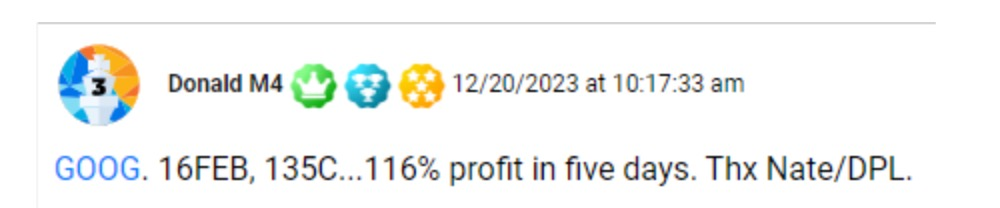 3
Donald M4 12/20/2023 at 10:17:33 am
GOOG. 16FEB, 135C...116% profit in five days. Thx Nate/DPL.